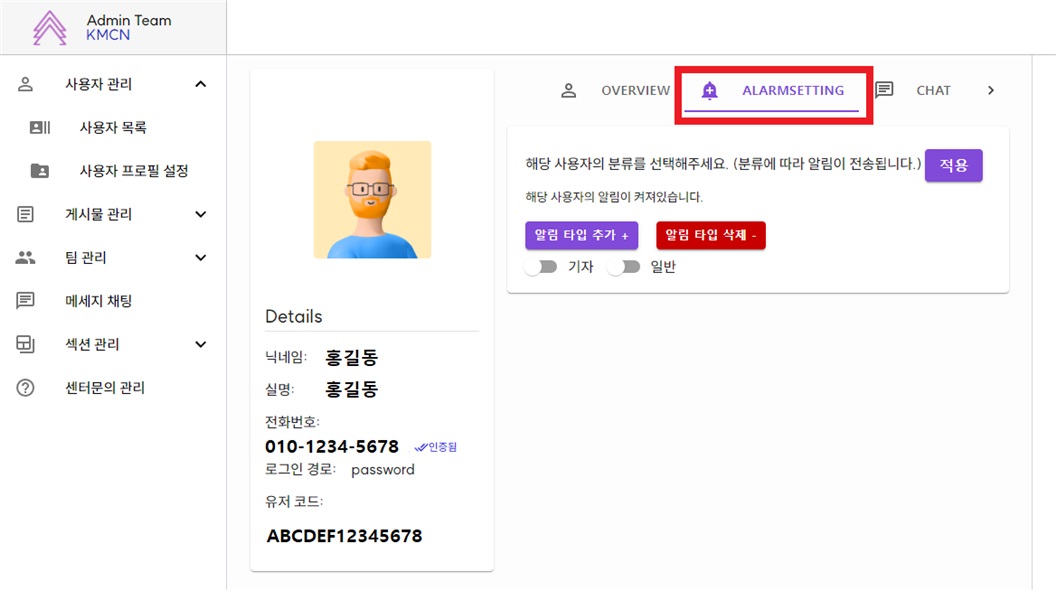 Admin Team
KMCN
사용자 관리
사용자 목록
사용자 프로필 설정
게시물 관리
팀 관리
메세지 채팅
섹션 관리
센터문의 관리
Details
닉네임: 홍길동
실명: 홍길동
전화번호:
010-1234-5678 인증됨
로그인 경로: password
유저 코드:
ABCDEF12345678
OVERVIEW ALARMSETTING CHAT
해당 사용자의 분류를 선택해주세요. (분류에 따라 알림이 전송됩니다.) 적용
해당 사용자의 알림이 켜져있습니다.
알림 타입 추가 + 알림 타입 삭제 -
기자 일반